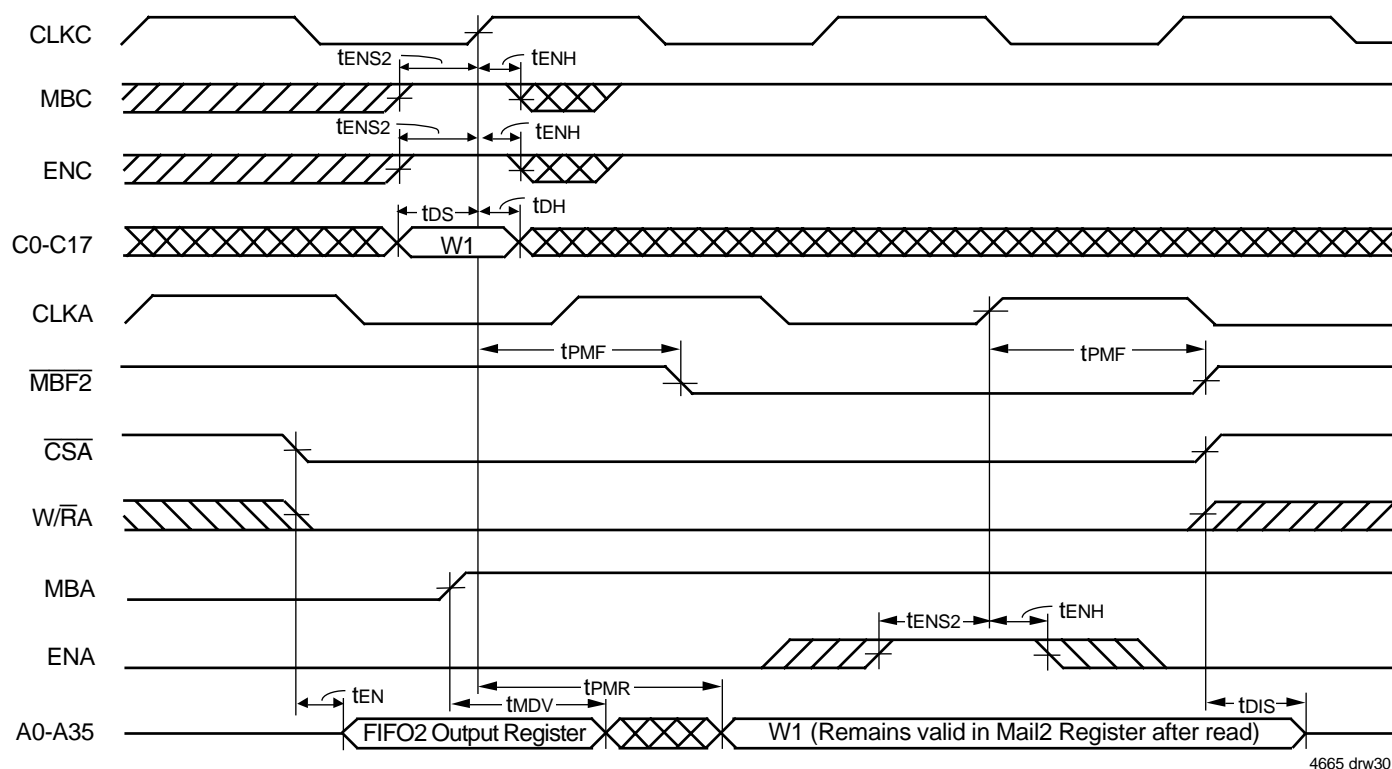 CLKC
tENS2 tENH
MBC
tENS2 tENH
ENC
tDS tDH
C0-C17 W1
CLKA
tPMF tPMF
MBF2
CSA
W/RA
MBA
tENS2 tENH
ENA
tEN tMDV tPMR tDIS
A0-A35 FIFO2 Output Register W1 (Remains valid in Mail2 Register after read)
4665 drw30